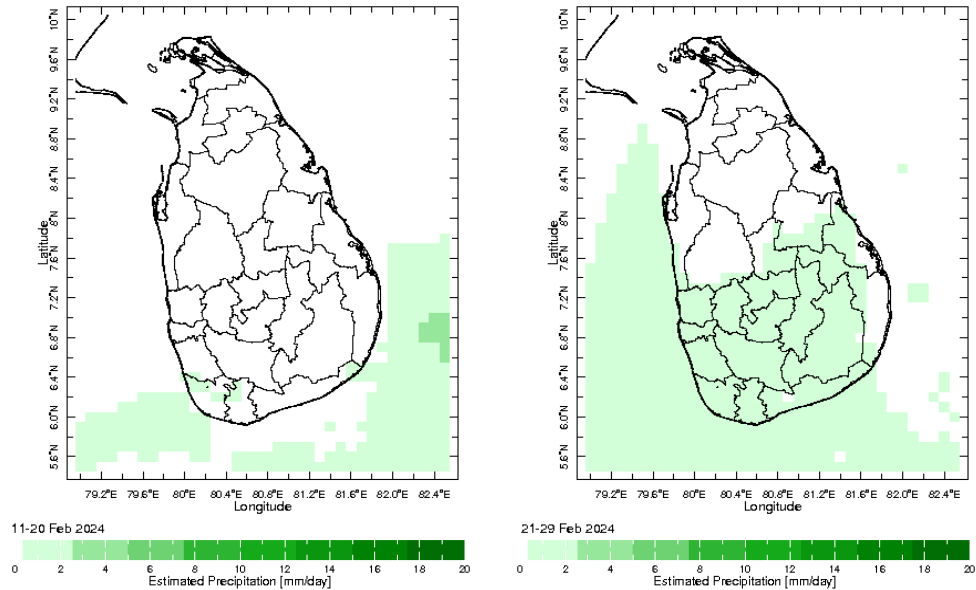 10°N
9.6°N
9.2°N
8.8°N
8.4°N
8°N
7.6°N
7.2°N
6.8°N
6.4°N
6.0°N
5.6°N
Latitude
79.2°E 79.6°E 80°E 80.4°E 80.8°E 81.2°E 81.6°E 82°E 82.4°E
Longitude
11-20 Feb 2024
0 2 4 6 8 10 12 14 16 18 20
Estimated Precipitation [mm/day]
10°N
9.6°N
9.2°N
8.8°N
8.4°N
8°N
7.6°N
7.2°N
6.8°N
6.4°N
6.0°N
5.6°N
Latitude
79.2°E 79.6°E 80°E 80.4°E 80.8°E 81.2°E 81.6°E 82°E 82.4°E
Longitude
21-29 Feb 2024
0 2 4 6 8 10 12 14 16 18 20
Estimated Precipitation [mm/day]